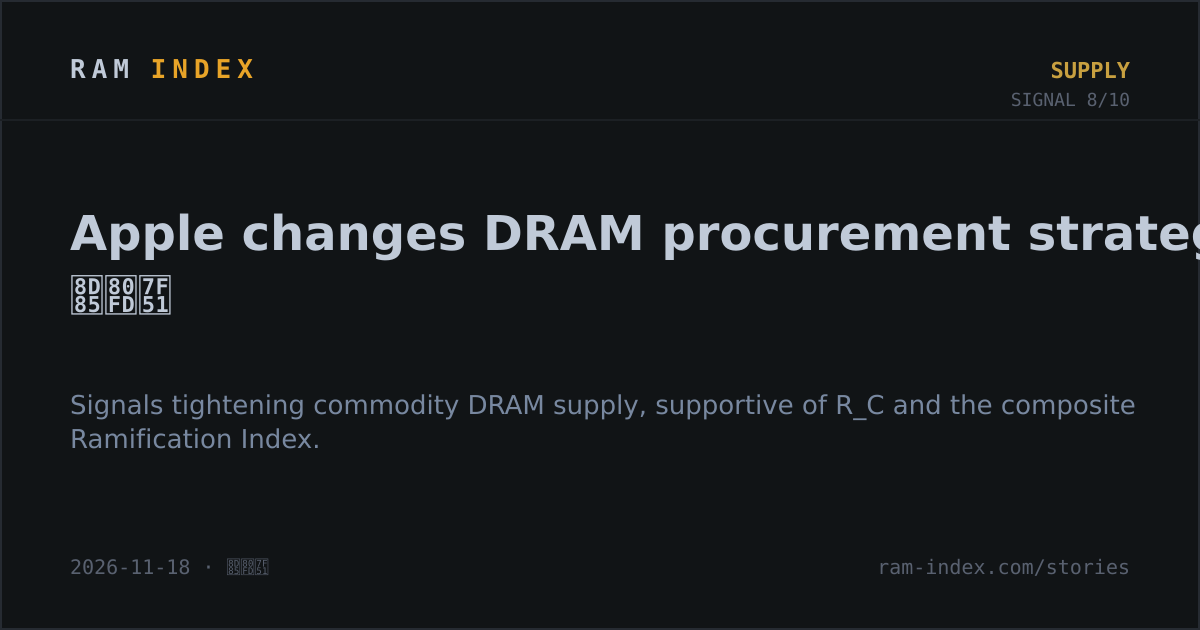 RAM INDEX
SUPPLY
SIGNAL 8/10
Apple changes DRAM procurement strateg
Signals tightening commodity DRAM supply, supportive of R_C and the composite
Ramification Index.
2026-11-18 ·
ram-index.com/stories